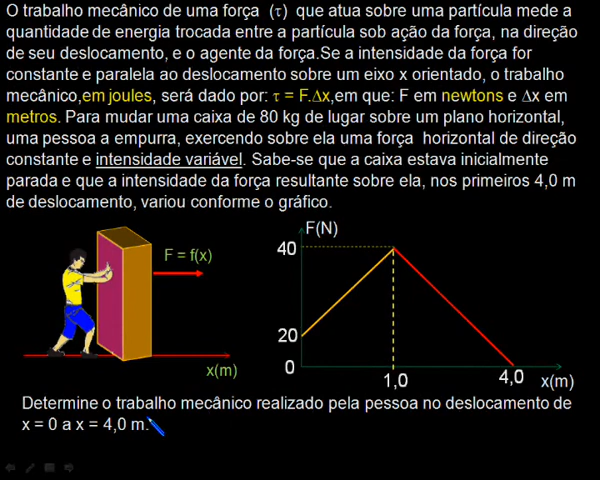 O trabalho mecânico de uma força (τ) que atua sobre uma partícula mede a
quantidade de energia trocada entre a partícula sob ação da força, na direção
de seu deslocamento, e o agente da força.Se a intensidade da força for
constante e paralela ao deslocamento sobre um eixo x orientado, o trabalho
mecânico,em joules, será dado por: τ = F.Δx,em que: F em newtons e Δx em
metros. Para mudar uma caixa de 80 kg de lugar sobre um plano horizontal,
uma pessoa a empurra, exercendo sobre ela uma força horizontal de direção
constante e intensidade variável. Sabe-se que a caixa estava inicialmente
parada e que a intensidade da força resultante sobre ela, nos primeiros 4,0 m
de deslocamento, variou conforme o gráfico.
F = f(x)
x(m)
F(N)
40
20
0
1,0
4,0
x(m)
Determine o trabalho mecânico realizado pela pessoa no deslocamento de
x = 0 a x = 4,0 m.